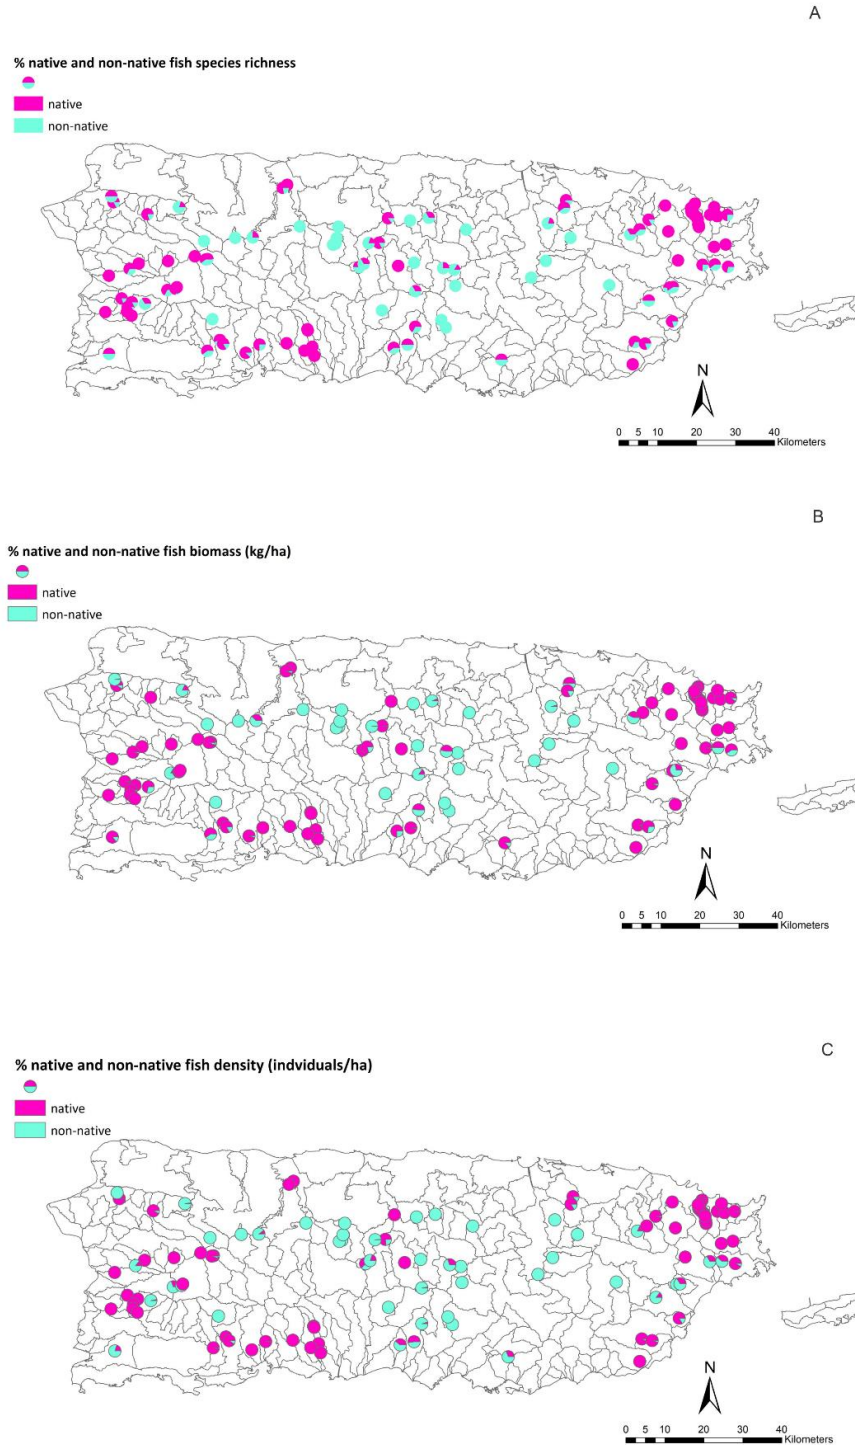 A
% native and non-native fish species richness
native
non-native
N
0 5 10 20 30 40
Kilometers
B
% native and non-native fish biomass (kg/ha)
native
non-native
N
0 5 10 20 30 40
Kilometers
C
% native and non-native fish density (indviduals/ha)
native
non-native
N
0 5 10 20 30 40
Kilometers